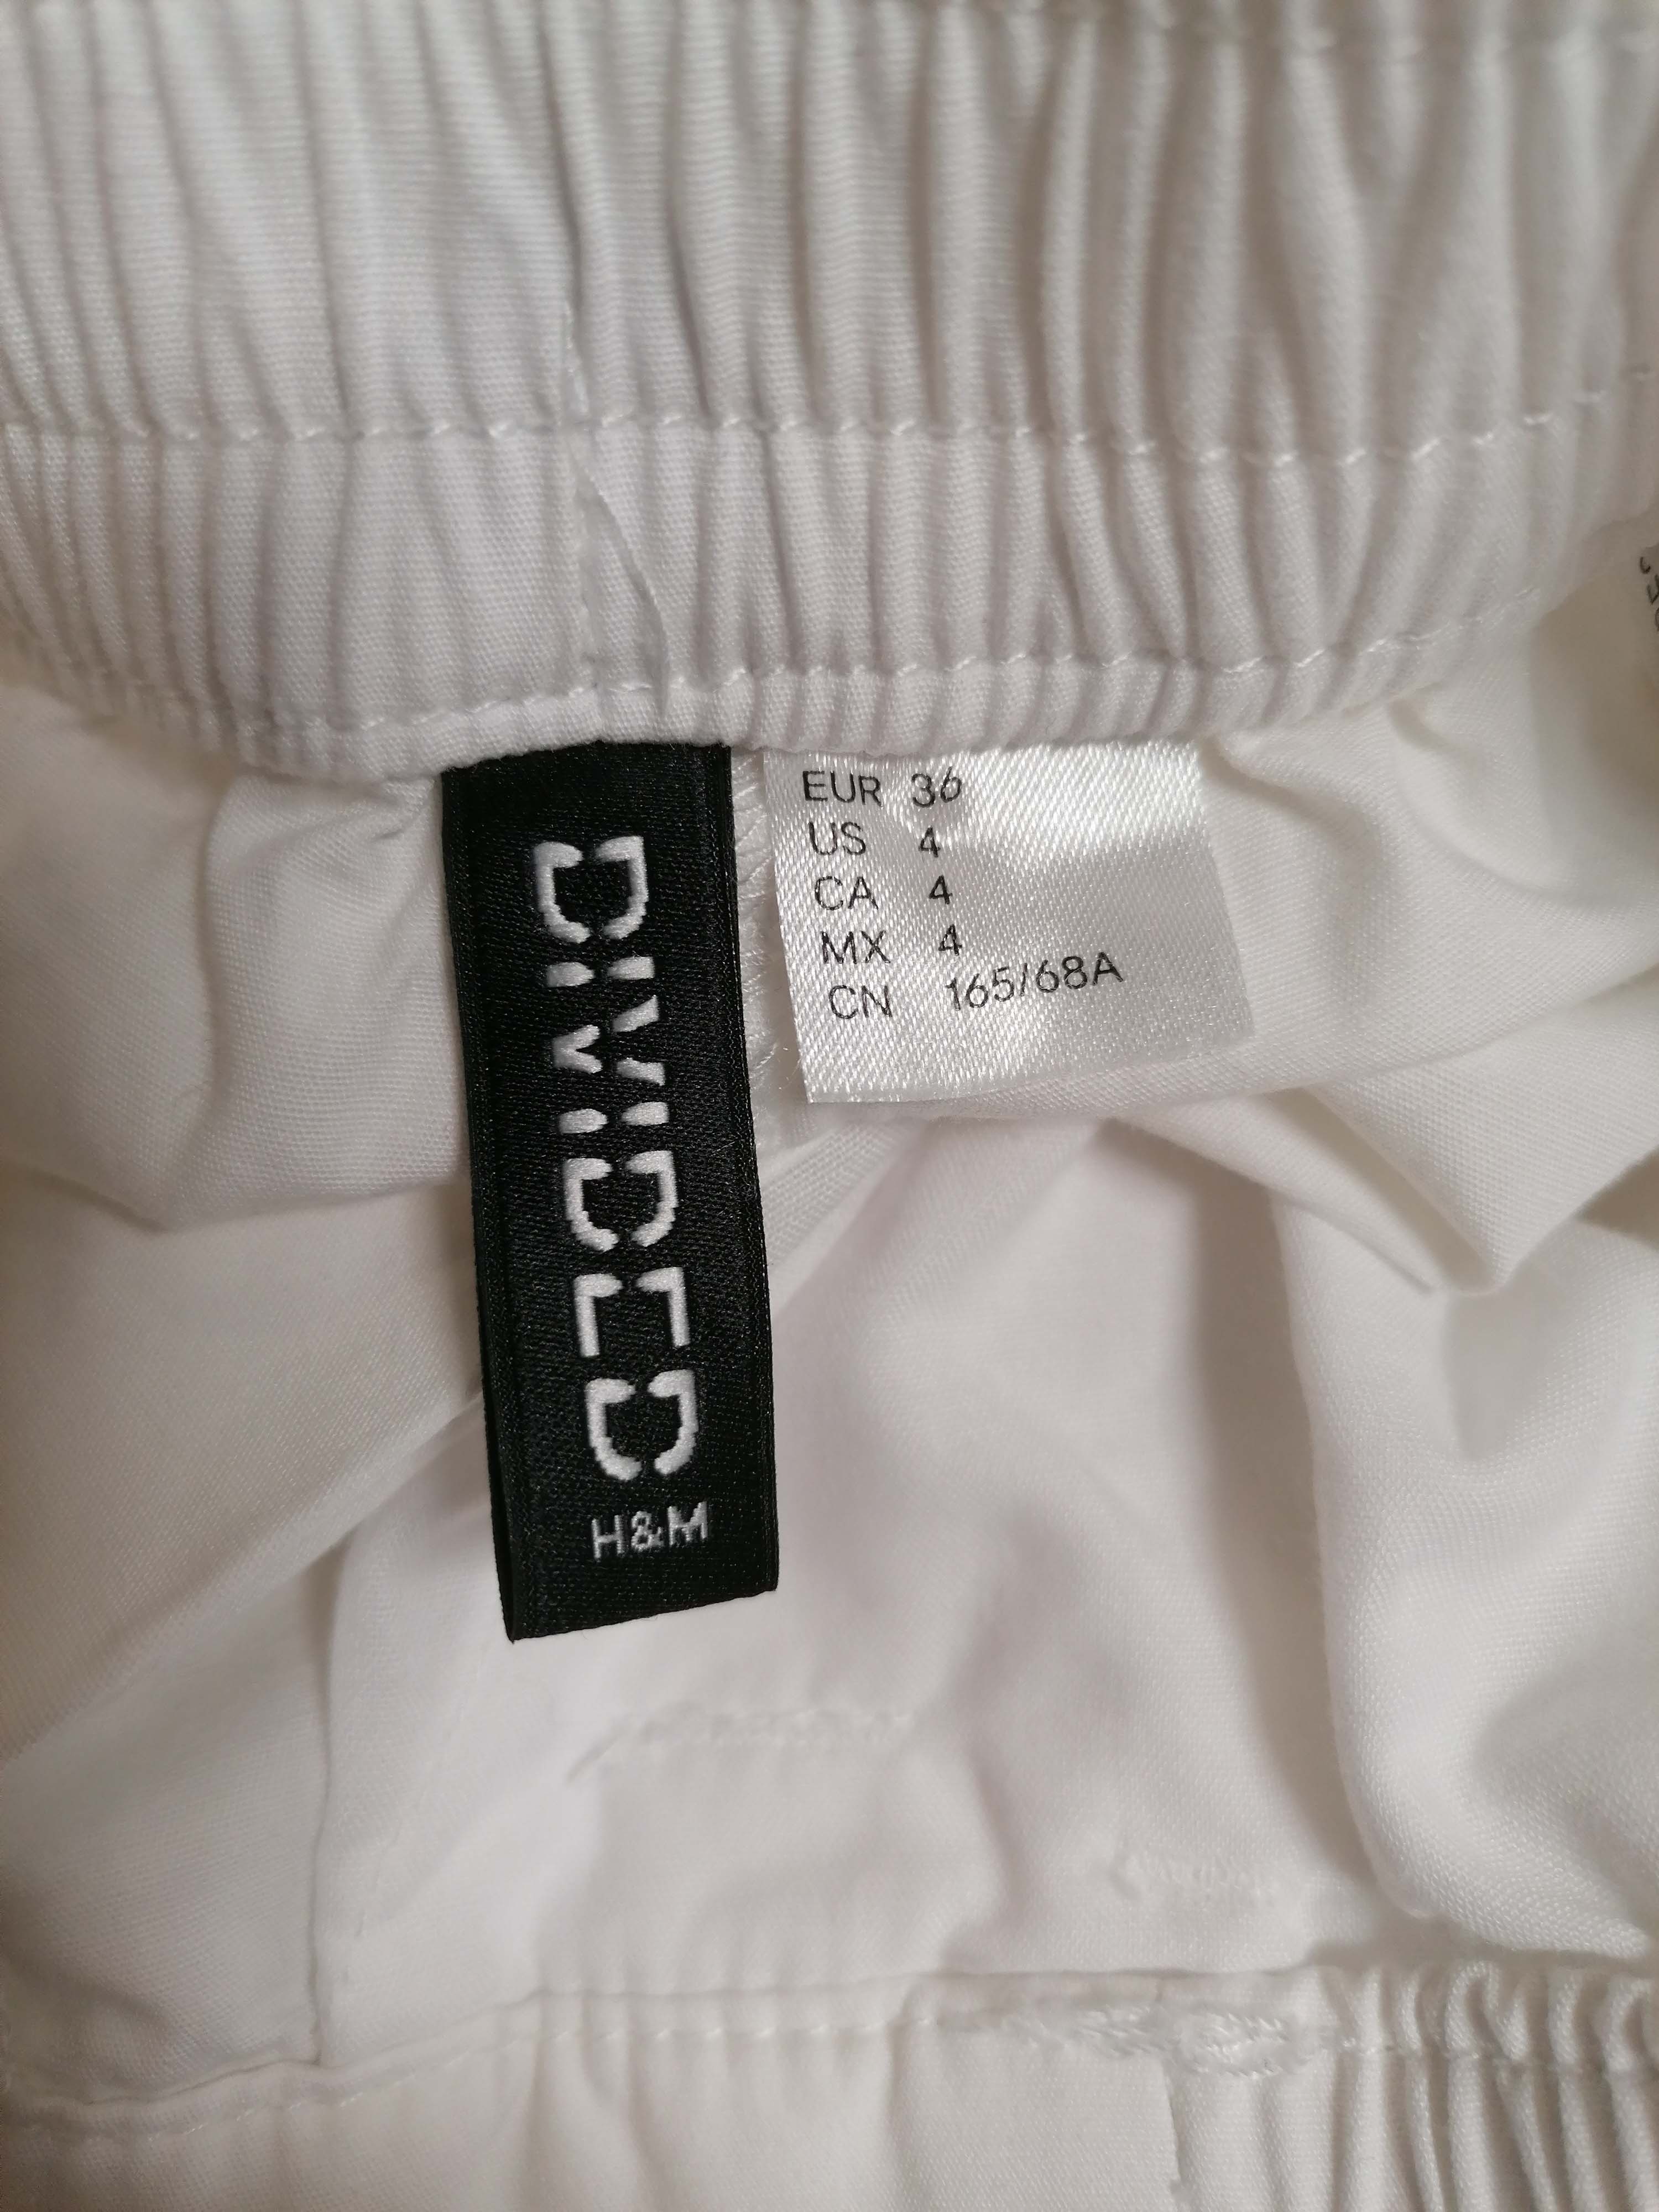 DIVIDED
H&M
EUR 36
US 4
CA 4
MX 4
CN 165/68A